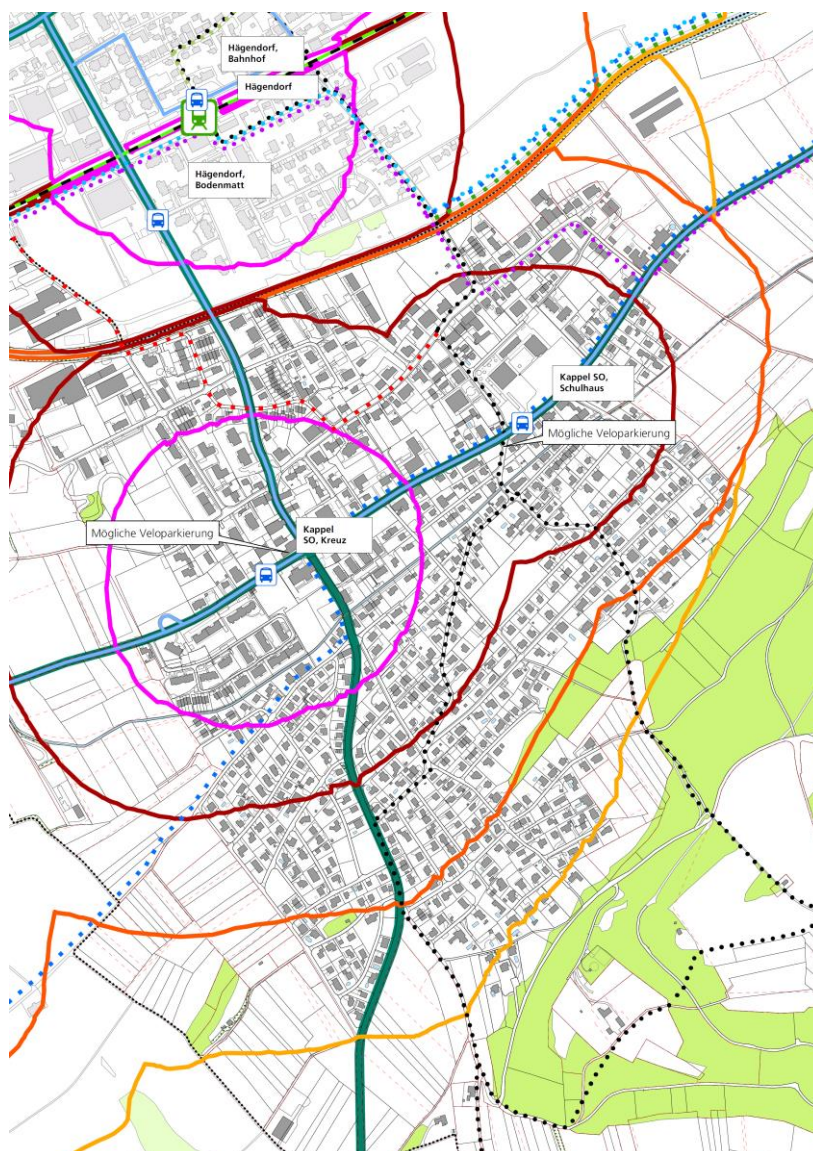 Hägendorf,
Bahnhof
Hägendorf
Hägendorf,
Bodenmatt
Kappel SO,
Schulhaus
Mögliche Veloparkierung
Kappel
SO, Kreuz
Mögliche Veloparkierung